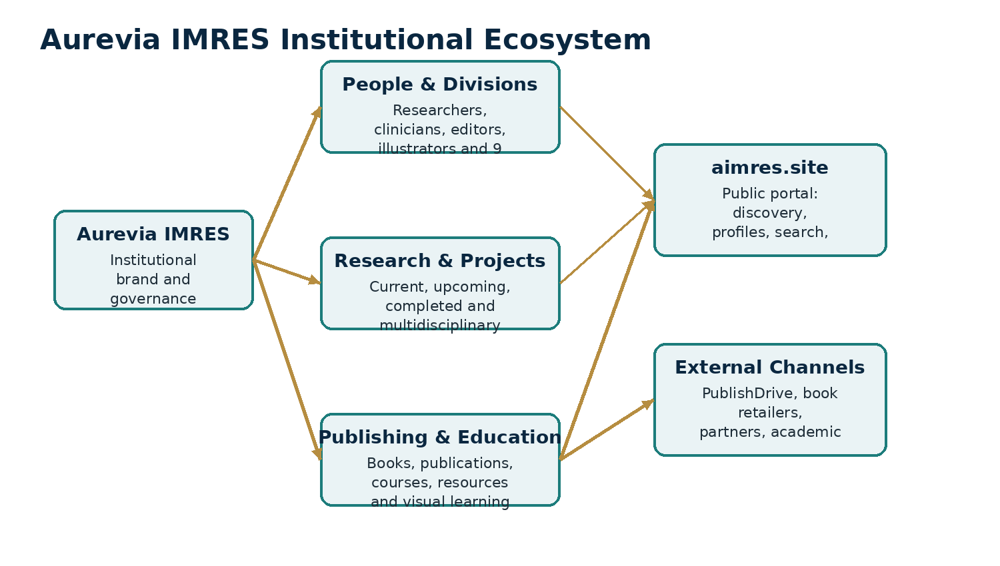 Aurevia IMRES Institutional Ecosystem
People & Divisions
Researchers,
clinicians, editors,
illustrators and 9
Aurevia IMRES
Institutional
brand and
governance
Research & Projects
Current, upcoming,
completed and
multidisciplinary
Publishing & Education
Books, publications,
courses, resources
and visual learning
aimres.site
Public portal:
discovery,
profiles, search,
External Channels
PublishDrive, book
retailers,
partners, academic